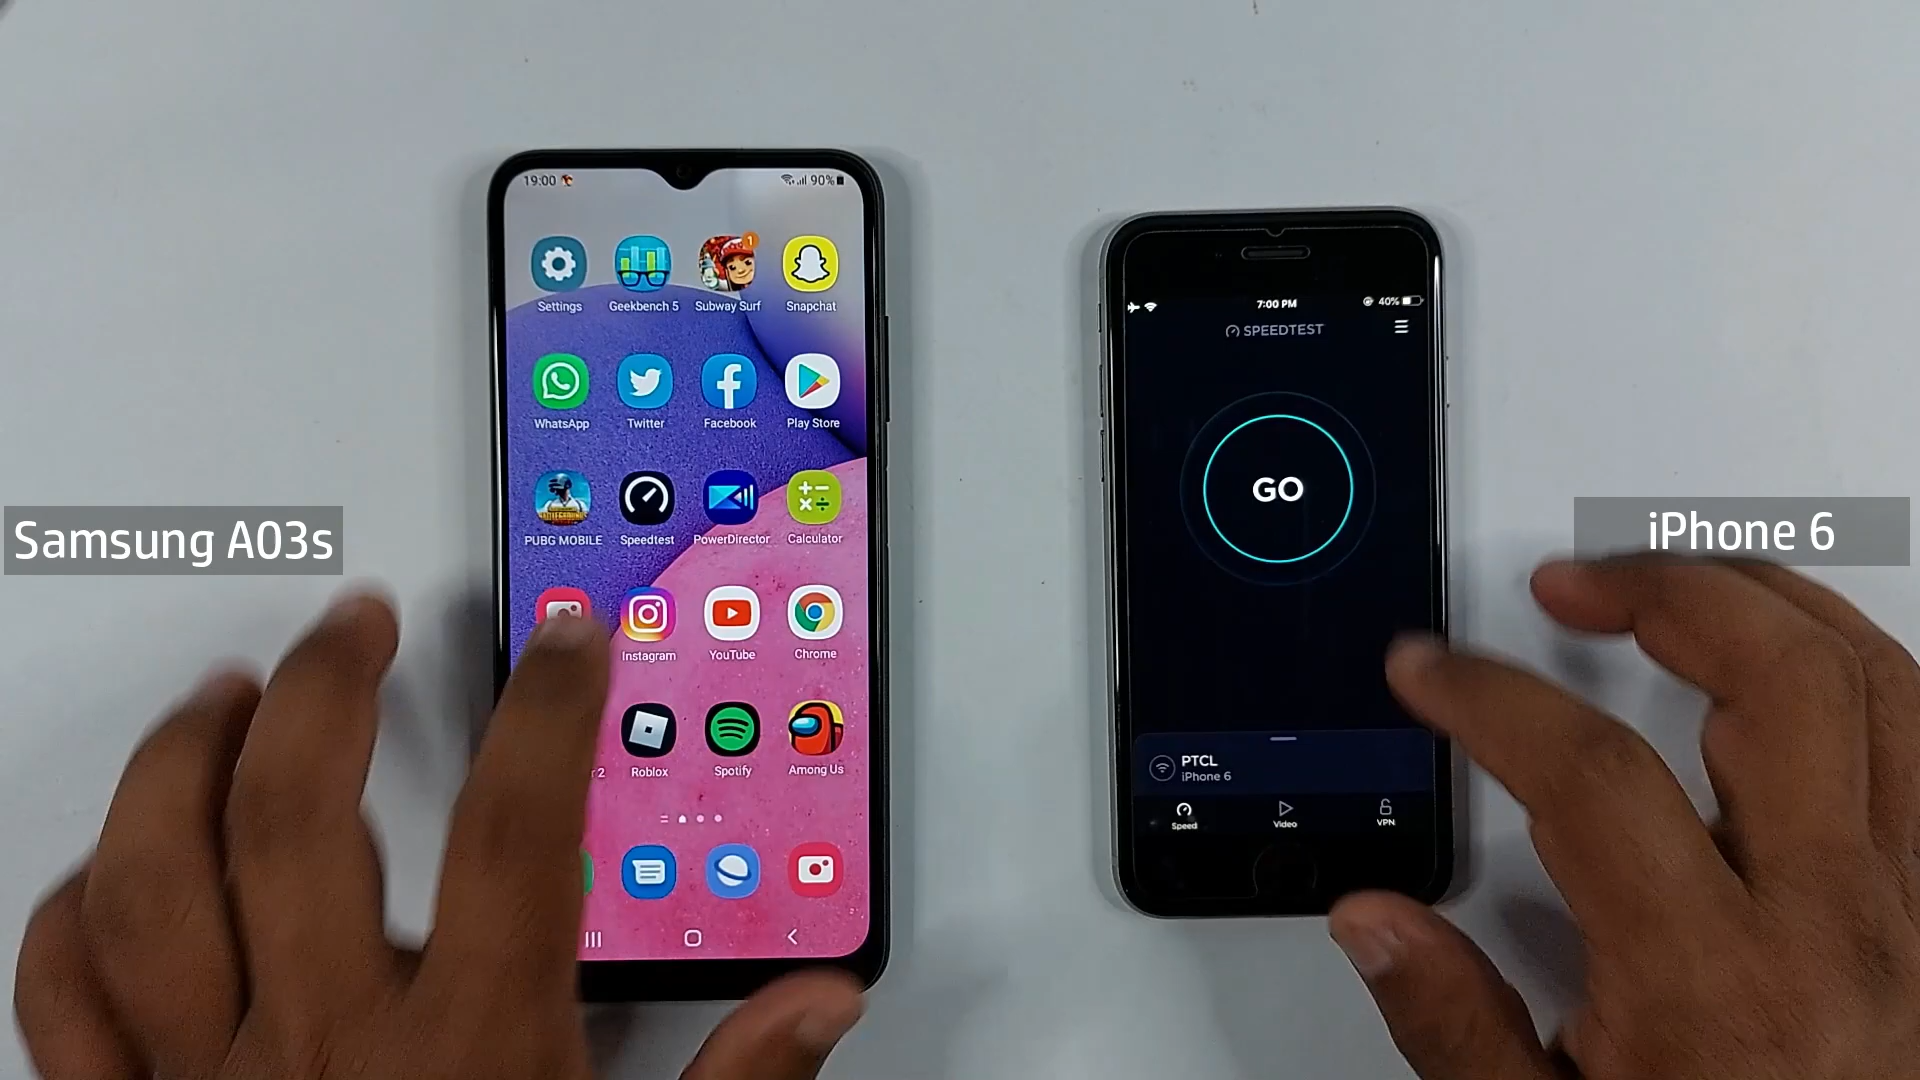 19:00 90%
Settings Geekbench 5 Subway Surf Snapchat
1
WhatsApp Twitter Facebook Play Store
PUBG MOBILE Speedtest PowerDirector Calculator
Instagram YouTube Chrome
r 2 Roblox Spotify Among Us
Samsung A03s
7:00 PM 40%
SPEEDTEST
GO
PTCL
iPhone 6
Speed Video VPN
iPhone 6